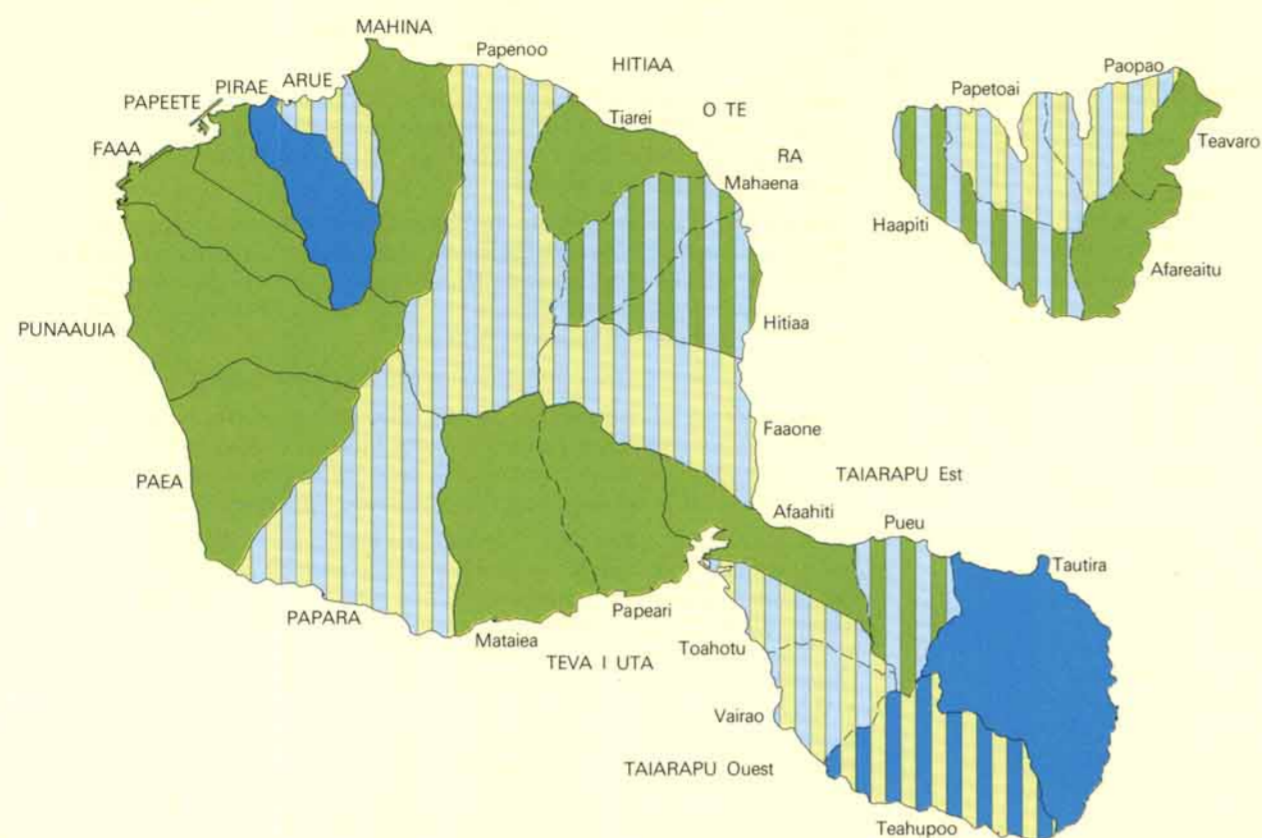 MAHINA
Papenoo
HITIAA
ARUE
PIRAE
PAPEETE
Tiarei
O TE
FAAA
RA
Mahaena
Papetoai
Paopao
Teavaro
Haapiti
Afareaitu
PUNAAUIA
Hitiaa
Faaone
PAEA
TAIARAPU Est
Afaahiti
Pueu
Tautira
PAPARA
Papeari
Mataiea
TEVA I UTA
Toahotu
Vairao
TAIARAPU Ouest
Teahupoo